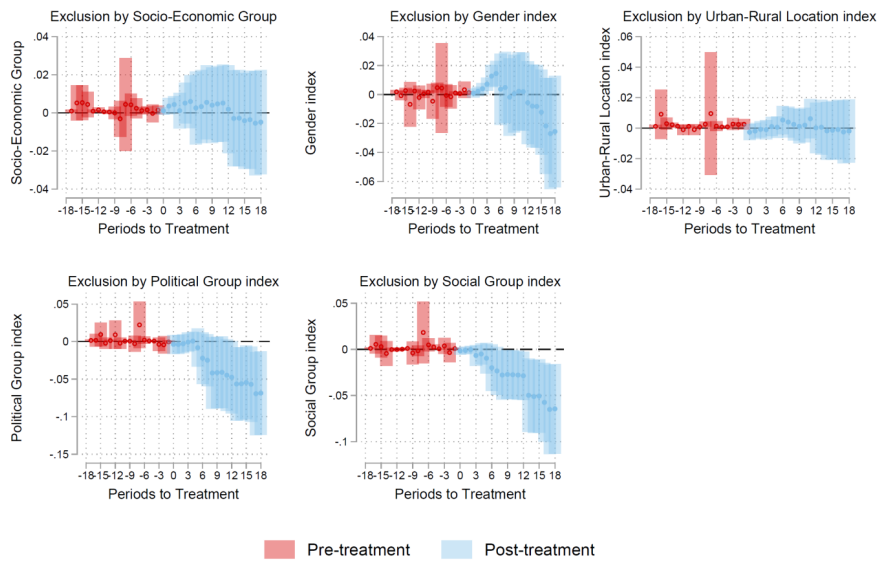 Exclusion by Socio-Economic Group
Socio-Economic Group
.04
.02
0
-.02
-.04
-18 -15 -12 -9 -6 -3 0 3 6 9 12 15 18
Periods to Treatment
Exclusion by Gender index
Gender index
.04
.02
0
-.02
-.04
-.06
-18 -15 -12 -9 -6 -3 0 3 6 9 12 15 18
Periods to Treatment
Exclusion by Urban-Rural Location index
Urban-Rural Location index
.06
.04
.02
0
-.02
-.04
-18 -15 -12 -9 -6 -3 0 3 6 9 12 15 18
Periods to Treatment
Exclusion by Political Group index
Political Group index
.05
0
-.05
-.1
-.15
-18 -15 -12 -9 -6 -3 0 3 6 9 12 15 18
Periods to Treatment
Exclusion by Social Group index
Social Group index
.05
0
-.05
-.1
-18 -15 -12 -9 -6 -3 0 3 6 9 12 15 18
Periods to Treatment
Pre-treatment
Post-treatment